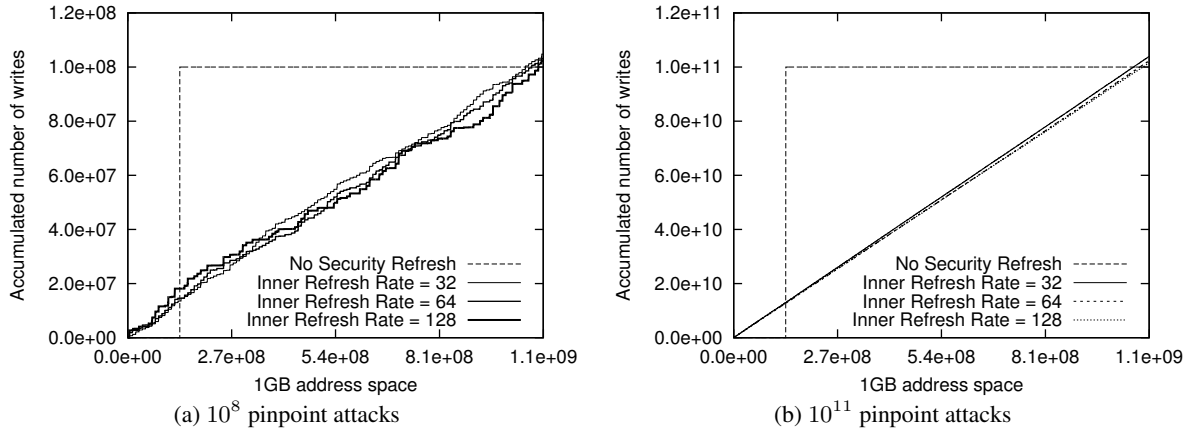 1.2e+08
1.0e+08
8.0e+07
6.0e+07
4.0e+07
2.0e+07
0.0e+00
Accumulated number of writes
No Security Refresh
Inner Refresh Rate = 32
Inner Refresh Rate = 64
Inner Refresh Rate = 128
0.0e+00 2.7e+08 5.4e+08 8.1e+08 1.1e+09
1GB address space
(a) 10^8 pinpoint attacks
1.2e+11
1.0e+11
8.0e+10
6.0e+10
4.0e+10
2.0e+10
0.0e+00
Accumulated number of writes
No Security Refresh
Inner Refresh Rate = 32
Inner Refresh Rate = 64
Inner Refresh Rate = 128
0.0e+00 2.7e+08 5.4e+08 8.1e+08 1.1e+09
1GB address space
(b) 10^11 pinpoint attacks